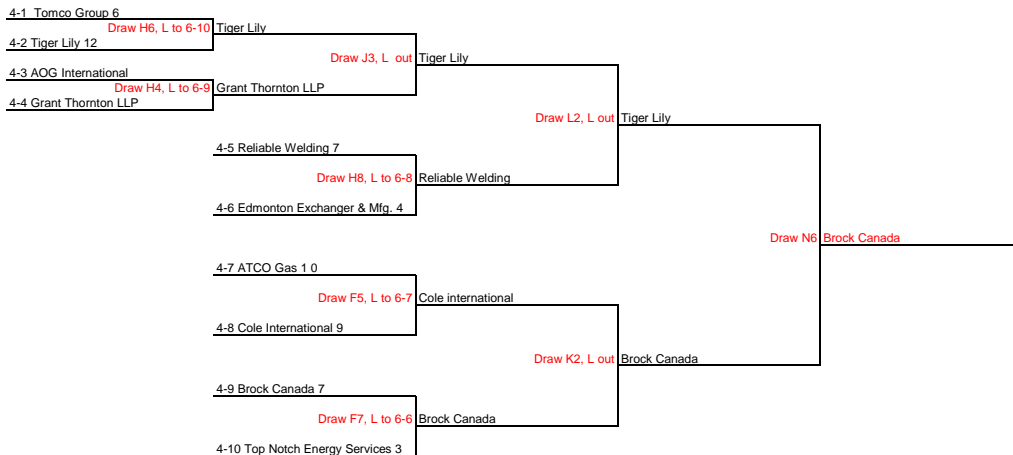 4-1 Tomco Group 6
Draw H6, L to 6-10 Tiger Lily
4-2 Tiger Lily 12
Draw J3, L out Tiger Lily
4-3 AOG International
Draw H4, L to 6-9 Grant Thornton LLP
4-4 Grant Thornton LLP
Draw L2, L out Tiger Lily
4-5 Reliable Welding 7
Draw H8, L to 6-8 Reliable Welding
4-6 Edmonton Exchanger & Mfg. 4
Draw N6 Brock Canada
4-7 ATCO Gas 1 0
Draw F5, L to 6-7 Cole international
4-8 Cole International 9
Draw K2, L out Brock Canada
4-9 Brock Canada 7
Draw F7, L to 6-6 Brock Canada
4-10 Top Notch Energy Services 3